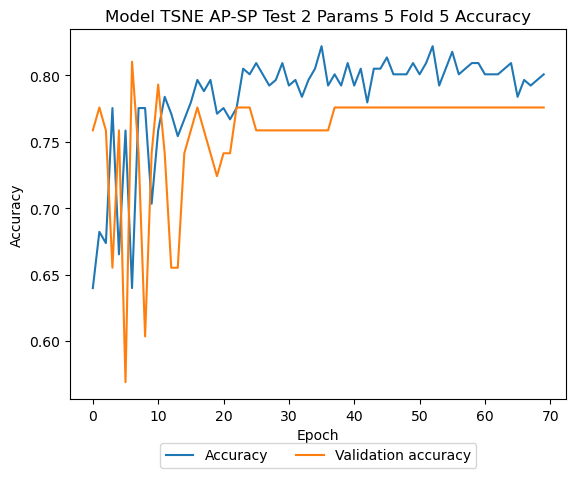 Model TSNE AP-SP Test 2 Params 5 Fold 5 Accuracy
0.80
0.75
0.70
0.65
0.60
Accuracy
0 10 20 30 40 50 60 70
Epoch
Accuracy Validation accuracy